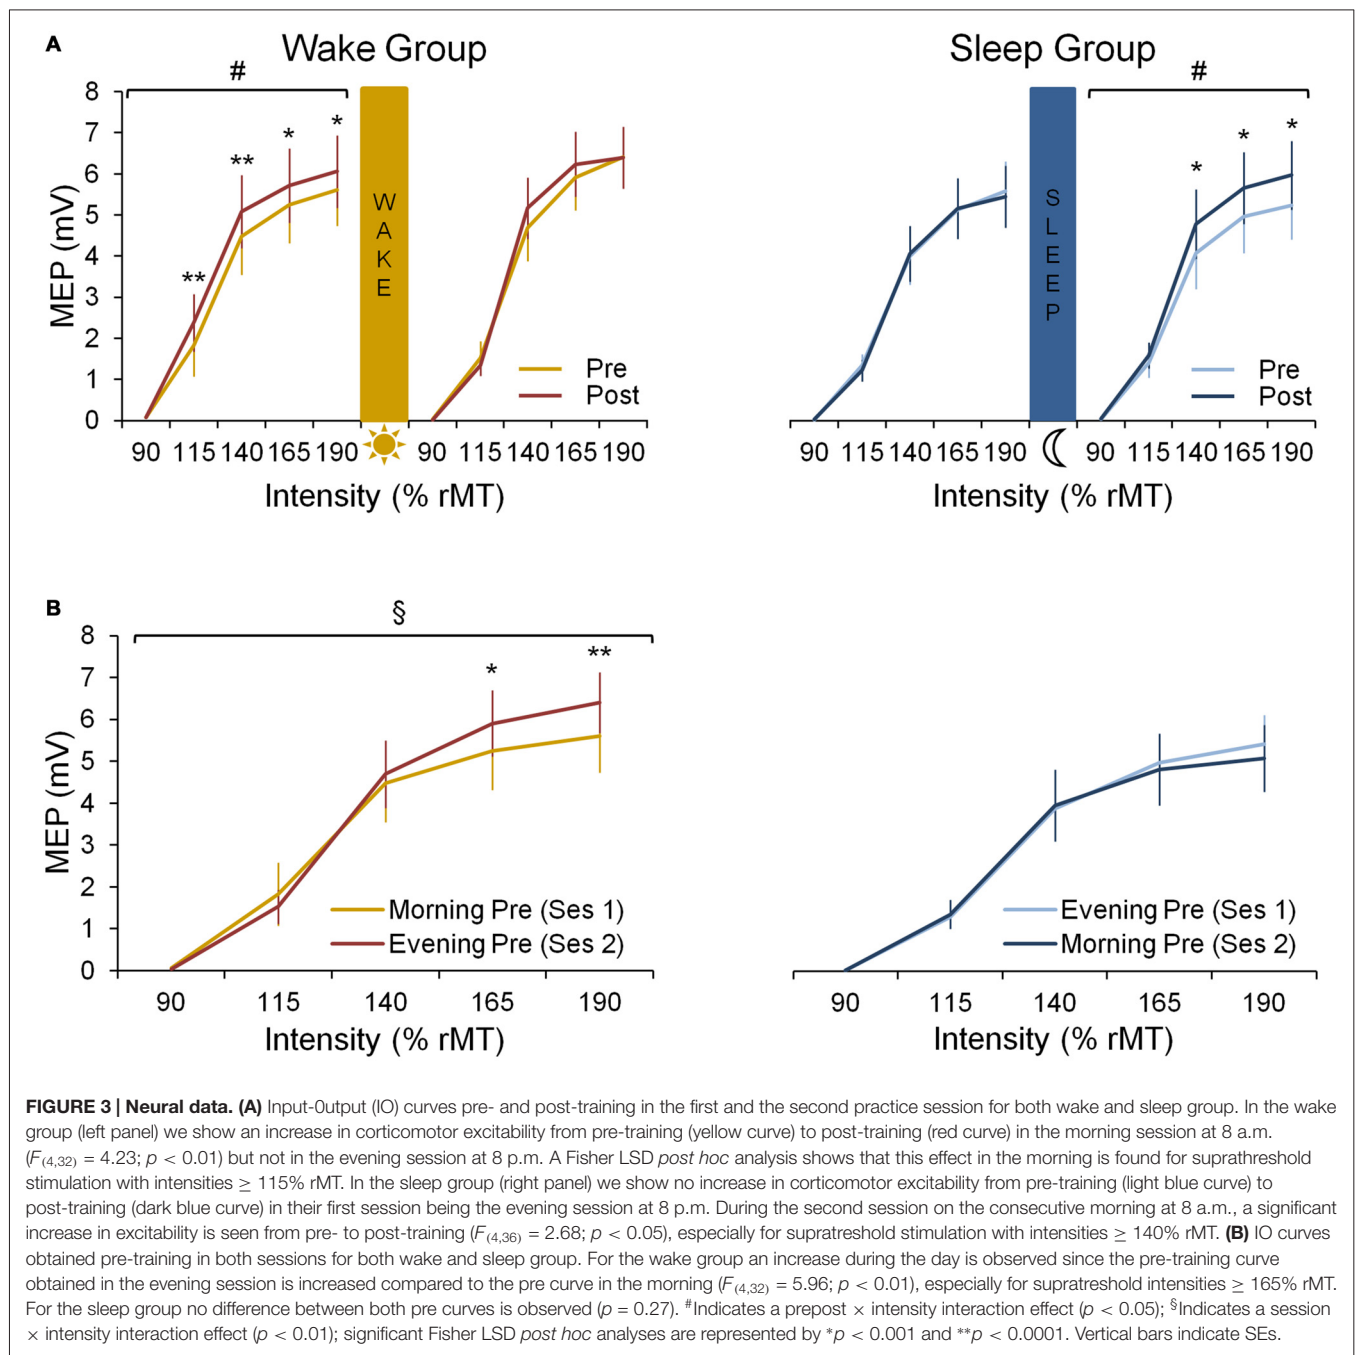 A
Wake Group
Sleep Group
#
#
8
7
6
5
4
3
2
1
0
MEP (mV)
** ** * *
W
A
K
E
Pre
Post
90 115 140 165 190 90 115 140 165 190
Intensity (% rMT)
* * *
S
L
E
E
P
Pre
Post
90 115 140 165 190 90 115 140 165 190
Intensity (% rMT)
B
§
8
7
6
5
4
3
2
1
0
MEP (mV)
* **
Morning Pre (Ses 1)
Evening Pre (Ses 2)
90 115 140 165 190
Intensity (% rMT)
Evening Pre (Ses 1)
Morning Pre (Ses 2)
90 115 140 165 190
Intensity (% rMT)
FIGURE 3 | Neural data. (A) Input-0utput (IO) curves pre- and post-training in the first and the second practice session for both wake and sleep group. In the wake
group (left panel) we show an increase in corticomotor excitability from pre-training (yellow curve) to post-training (red curve) in the morning session at 8 a.m.
(F(4,32) = 4.23; p < 0.01) but not in the evening session at 8 p.m. A Fisher LSD post hoc analysis shows that this effect in the morning is found for suprathreshold
stimulation with intensities ≥ 115% rMT. In the sleep group (right panel) we show no increase in corticomotor excitability from pre-training (light blue curve) to
post-training (dark blue curve) in their first session being the evening session at 8 p.m. During the second session on the consecutive morning at 8 a.m., a significant
increase in excitability is seen from pre- to post-training (F(4,36) = 2.68; p < 0.05), especially for supratreshold stimulation with intensities ≥ 140% rMT. (B) IO curves
obtained pre-training in both sessions for both wake and sleep group. For the wake group an increase during the day is observed since the pre-training curve
obtained in the evening session is increased compared to the pre curve in the morning (F(4,32) = 5.96; p < 0.01), especially for supratreshold intensities ≥ 165% rMT.
For the sleep group no difference between both pre curves is observed (p = 0.27). #Indicates a prepost × intensity interaction effect (p < 0.05); §Indicates a session
× intensity interaction effect (p < 0.01); significant Fisher LSD post hoc analyses are represented by *p < 0.001 and **p < 0.0001. Vertical bars indicate SEs.